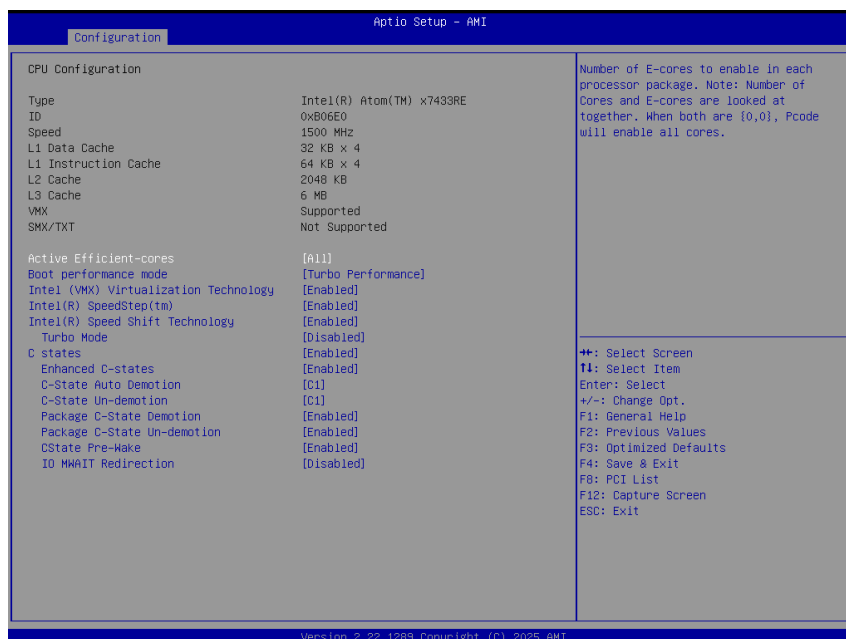 Aptio Setup – AMI
Configuration
CPU Configuration
Type Intel(R) Atom(TM) x7433RE
ID 0xB06E0
Speed 1500 MHz
L1 Data Cache 32 KB x 4
L1 Instruction Cache 64 KB x 4
L2 Cache 2048 KB
L3 Cache 6 MB
VMX Supported
SMX/TXT Not Supported
Active Efficient-cores [All]
Boot performance mode [Turbo Performance]
Intel (VMX) Virtualization Technology [Enabled]
Intel(R) SpeedStep(tm) [Enabled]
Intel(R) Speed Shift Technology [Enabled]
Turbo Mode [Disabled]
C states [Enabled]
Enhanced C-states [Enabled]
C-State Auto Demotion [C1]
C-State Un-demotion [C1]
Package C-State Demotion [Enabled]
Package C-State Un-demotion [Enabled]
CState Pre-Wake [Enabled]
IO MWAIT Redirection [Disabled]
Number of E-cores to enable in each
processor package. Note: Number of
Cores and E-cores are looked at
together. When both are {0,0}, Pcode
will enable all cores.
→←: Select Screen
↑↓: Select Item
Enter: Select
+/-: Change Opt.
F1: General Help
F2: Previous Values
F3: Optimized Defaults
F4: Save & Exit
F8: PCI List
F12: Capture Screen
ESC: Exit
Version 2.22.1289 Copyright (C) 2025 AMI